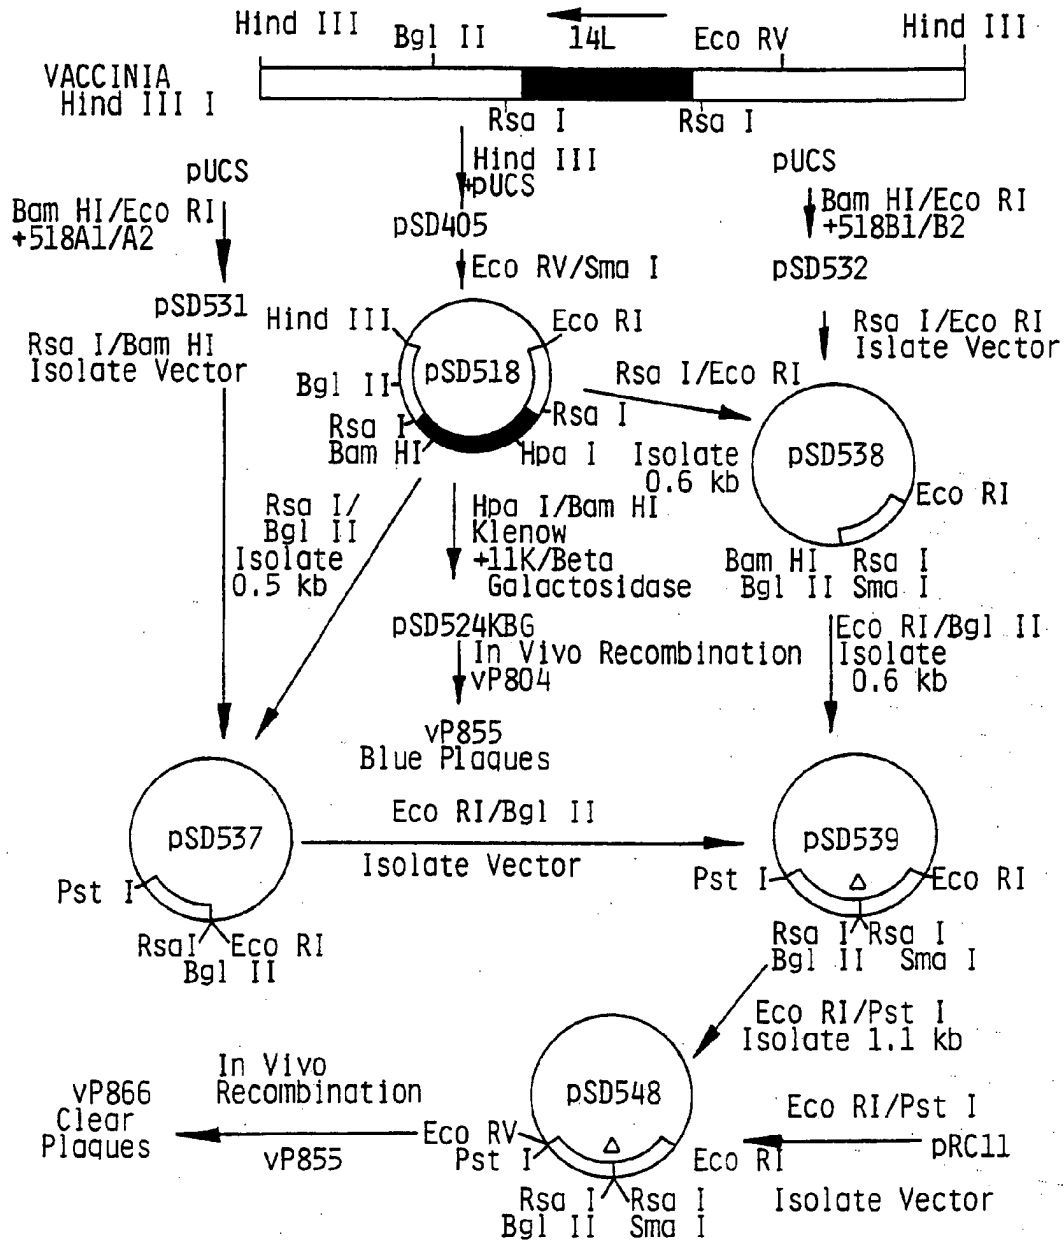 Hind III
Bgl II
14L
Eco RV
Hind III
VACCINIA
Hind III I
Rsa I
Rsa I
pUCS
Bam HI/Eco RI
+518A1/A2
pSD531
Rsa I/Bam HI
Isolate Vector
Hind III
+pUCS
pSD405
Eco RV/Sma I
pUCS
Bam HI/Eco RI
+518B1/B2
pSD532
Rsa I/Eco RI
Islate Vector
Hind III
Eco RI
pSD518
Bgl II
Rsa I
Bam HI
Rsa I
Hpa I
Rsa I/Eco RI
Isolate
0.6 kb
pSD538
Eco RI
Bam HI Rsa I
Bgl II Sma I
Rsa I/
Bgl II
Isolate
0.5 kb
Hpa I/Bam HI
Klenow
+11K/Beta
Galactosidase
pSD524KBG
In Vivo Recombination
vP804
vP855
Blue Plaques
Eco RI/Bgl II
Isolate
0.6 kb
pSD537
Pst I
RsaI Eco RI
Bgl II
Eco RI/Bgl II
Isolate Vector
pSD539
Pst I
Δ
Eco RI
Rsa I Rsa I
Bgl II Sma I
Eco RI/Pst I
Isolate 1.1 kb
pSD548
Δ
Eco RV
Pst I
Eco RI
Rsa I Rsa I
Bgl II Sma I
Eco RI/Pst I
pRC11
Isolate Vector
In Vivo
Recombination
vP855
vP866
Clear
Plaques